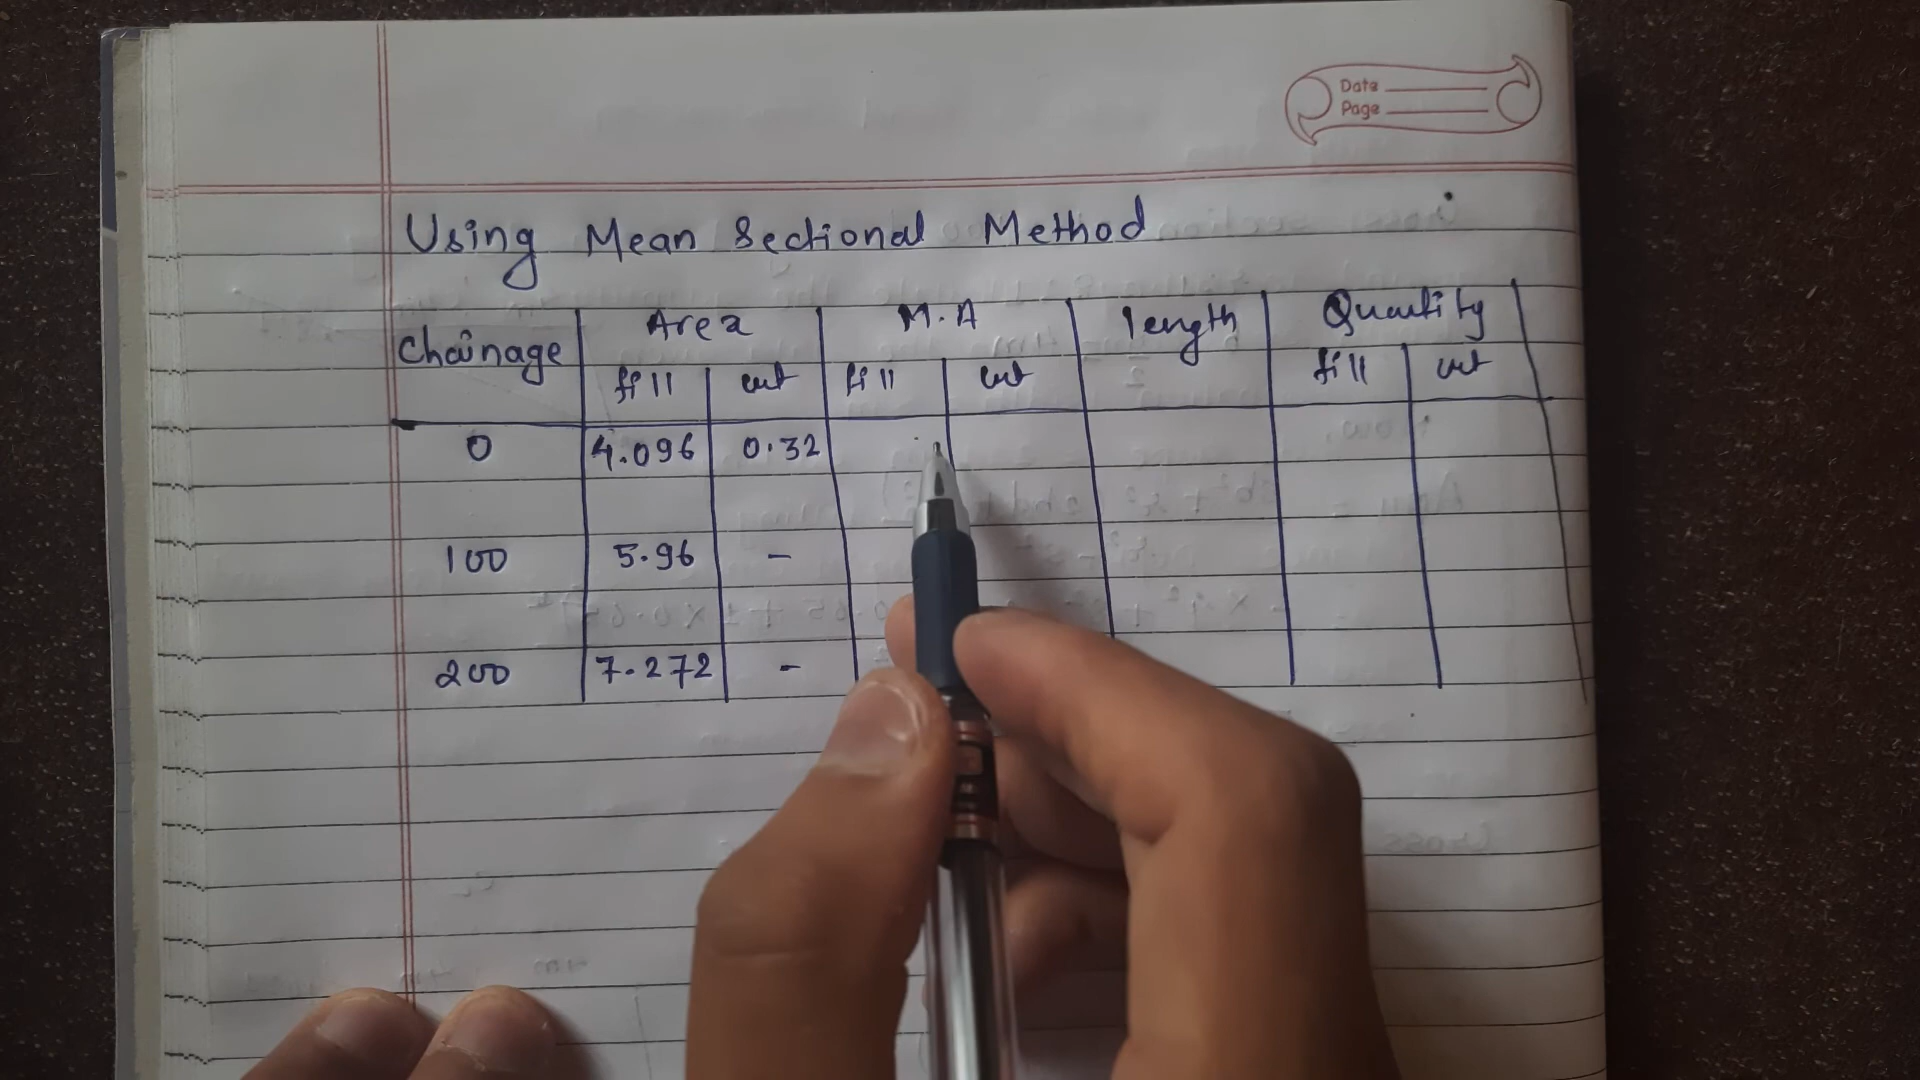 Date
Page
Using Mean Sectional Method
Chainage Area M.A length Quantity
fill cut fill cut fill cut
0 4.096 0.32
100 5.96 -
200 7.272 -